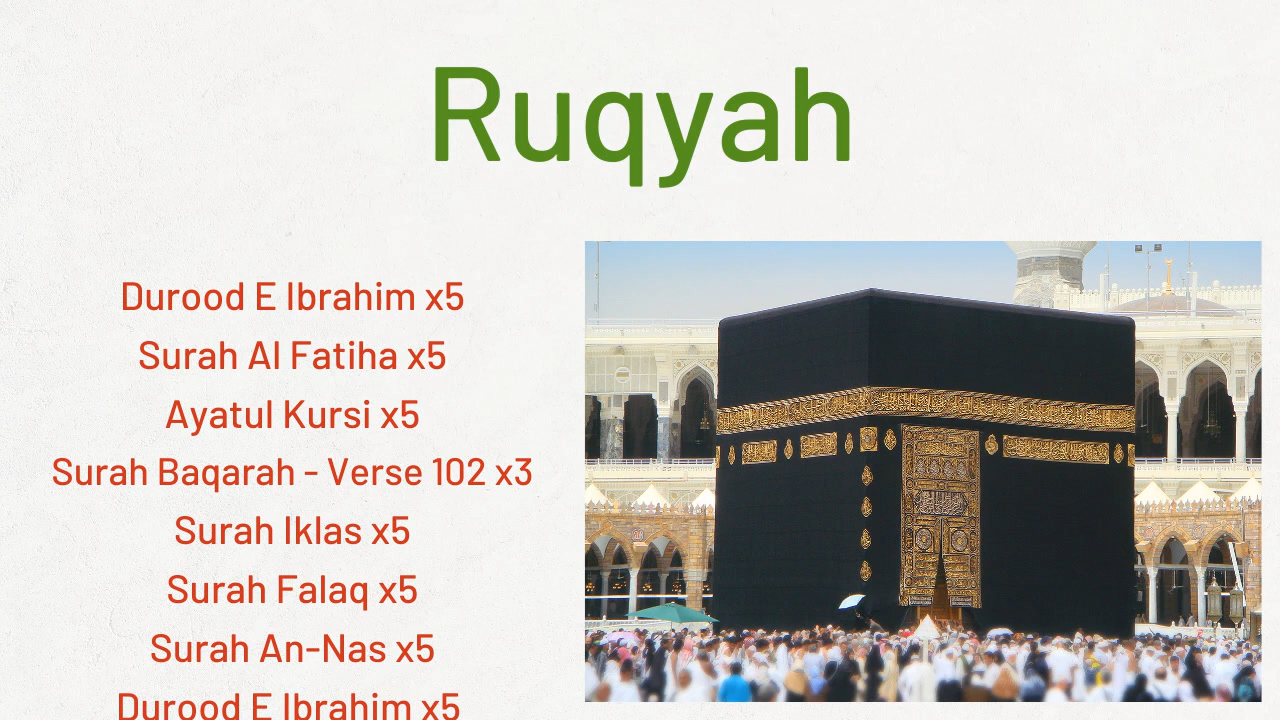 Ruqyah
Durood E Ibrahim x5
Surah Al Fatiha x5
Ayatul Kursi x5
Surah Baqarah - Verse 102 x3
Surah Iklas x5
Surah Falaq x5
Surah An-Nas x5
Durood E Ibrahim x5